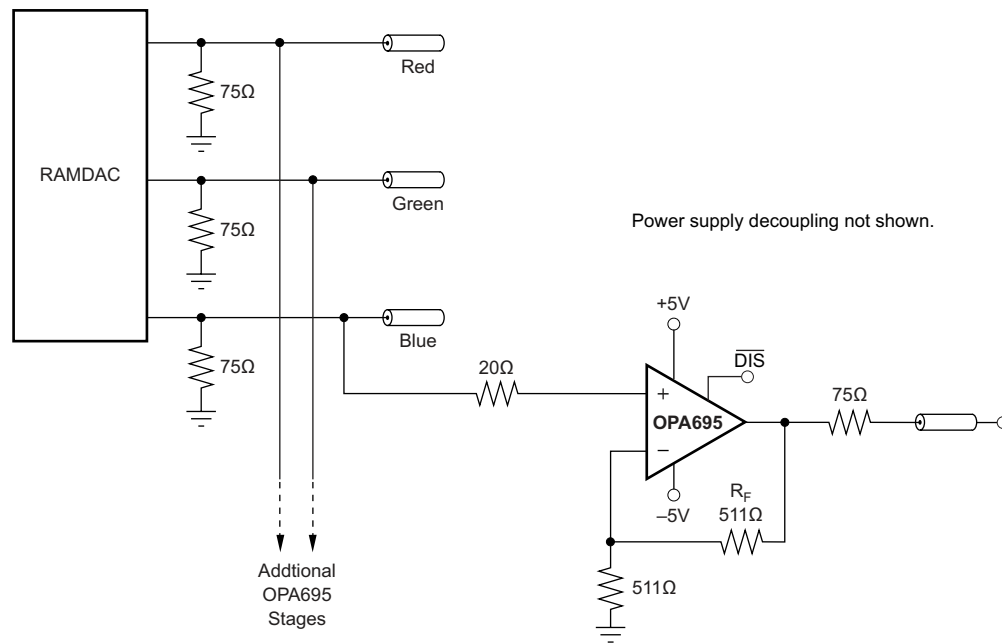 Red
75Ω
RAMDAC
Green
75Ω
Power supply decoupling not shown.
+5V
Blue
DIS
75Ω
20Ω
75Ω
+
OPA695
−
–5V
RF
511Ω
511Ω
Addtional
OPA695
Stages